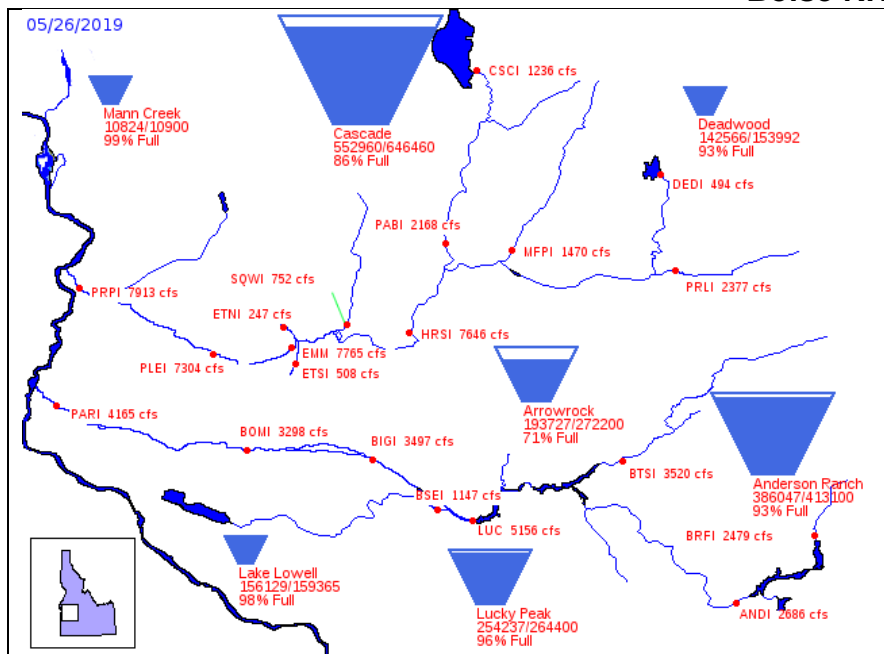 05/26/2019
CSCI 1236 cfs
Mann Creek
10824/10900
99% Full
Cascade
552960/646460
86% Full
Deadwood
142566/153992
93% Full
DEDI 494 cfs
PABI 2168 cfs
MFPI 1470 cfs
SQWI 752 cfs
PRLI 2377 cfs
PRPI 7913 cfs
ETNI 247 cfs
HRSI 7646 cfs
EMM 7765 cfs
PLEI 7304 cfs
ETSI 508 cfs
Arrowrock
193727/272200
71% Full
PARI 4165 cfs
BOMI 3298 cfs
BIGI 3497 cfs
BTSI 3520 cfs
Anderson Ranch
386047/413100
93% Full
BSEI 1147 cfs
LUC 5156 cfs
BRFI 2479 cfs
Lake Lowell
156129/159365
98% Full
Lucky Peak
254237/264400
96% Full
ANDI 2686 cfs